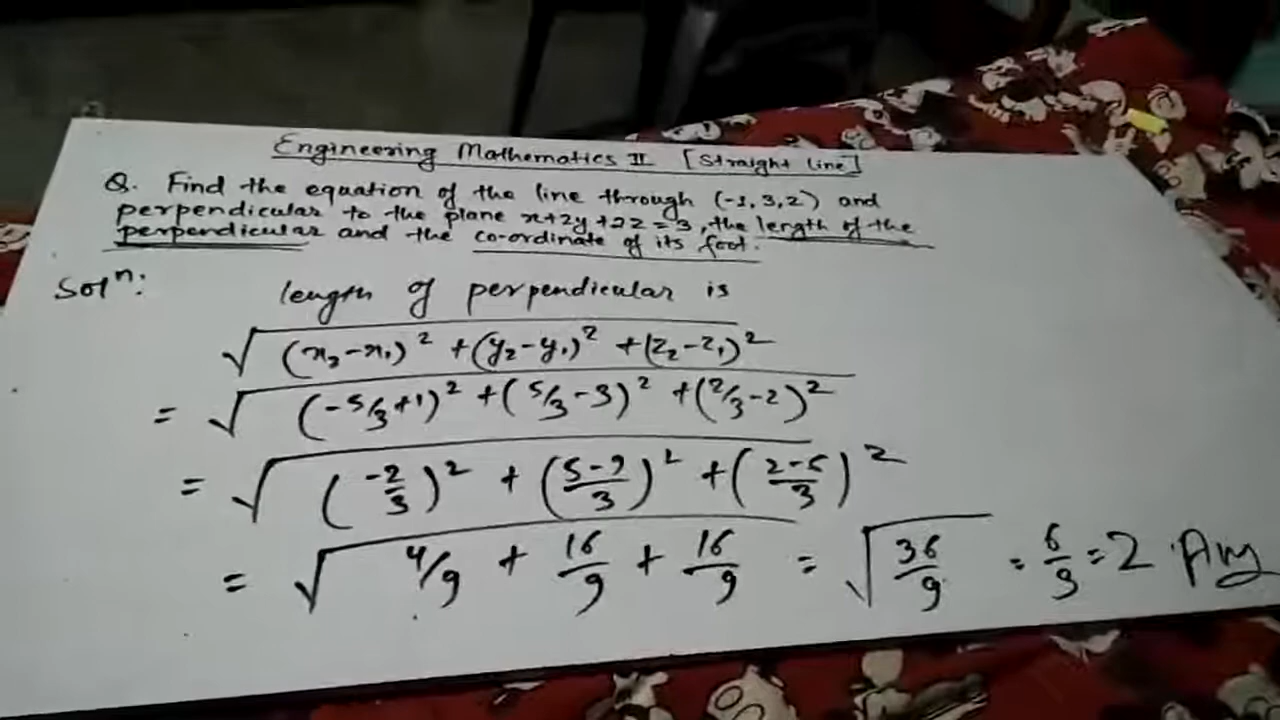 Engineering Mathematics II [Straight Line]
Q. Find the equation of the line through (-1, 3, 2) and
perpendicular to the plane x+2y+2z=3, the length of the
perpendicular and the co-ordinate of its foot.
Solⁿ: length of perpendicular is
√((x₂-x₁)² + (y₂-y₁)² + (z₂-z₁)²)
= √((-5/3+1)² + (5/3-3)² + (2/3-2)²)
= √((-2/3)² + ((5-9)/3)² + ((2-6)/3)²)
= √(4/9 + 16/9 + 16/9) = √(36/9) = 6/3 = 2 Ans